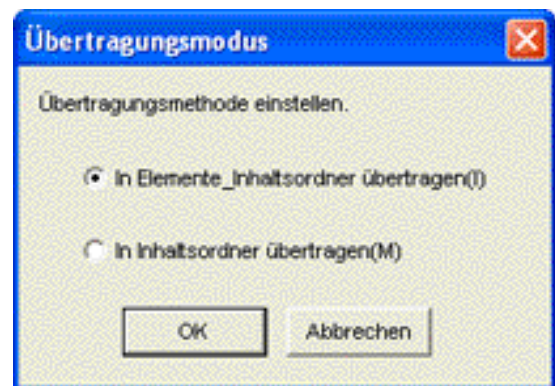 Übertragungsmodus
Übertragungsmethode einstellen.
In Elemente_Inhaltsordner übertragen(I)
In Inhaltsordner übertragen(M)
OK Abbrechen